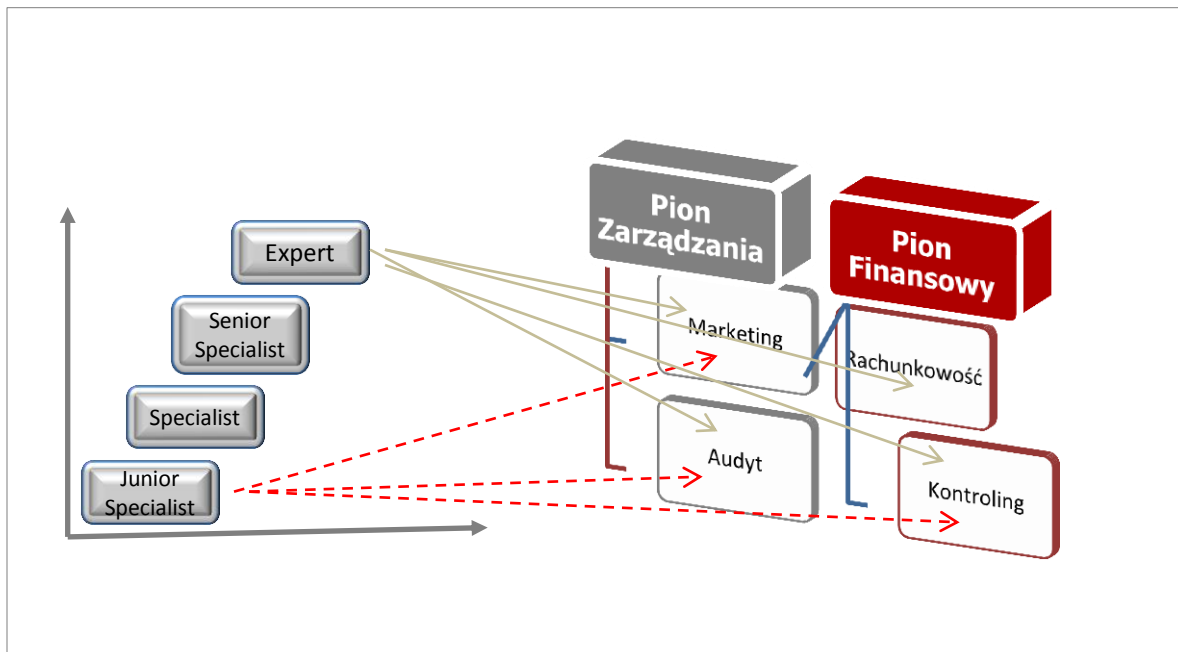 Expert
Senior
Specialist
Specialist
Junior
Specialist
Pion
Zarządzania
Pion
Finansowy
Marketing
Rachunkowość
Audyt
Kontroling